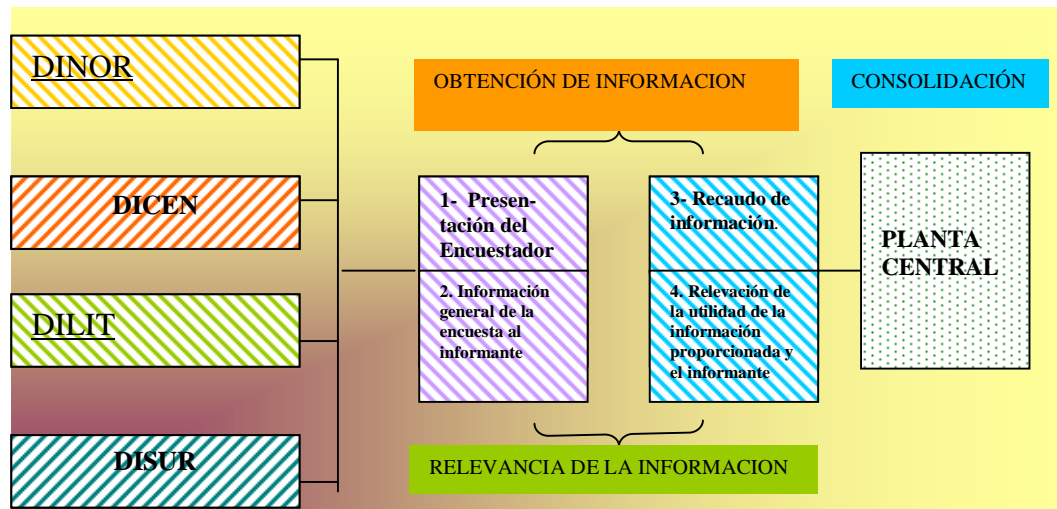 DINOR
DICEN
DILIT
DISUR
OBTENCIÓN DE INFORMACION
1- Presen-
tación del
Encuestador
2. Información
general de la
encuesta al
informante
3- Recaudo de
información.
4. Relevación de
la utilidad de la
información
proporcionada y
el informante
RELEVANCIA DE LA INFORMACION
CONSOLIDACIÓN
PLANTA
CENTRAL